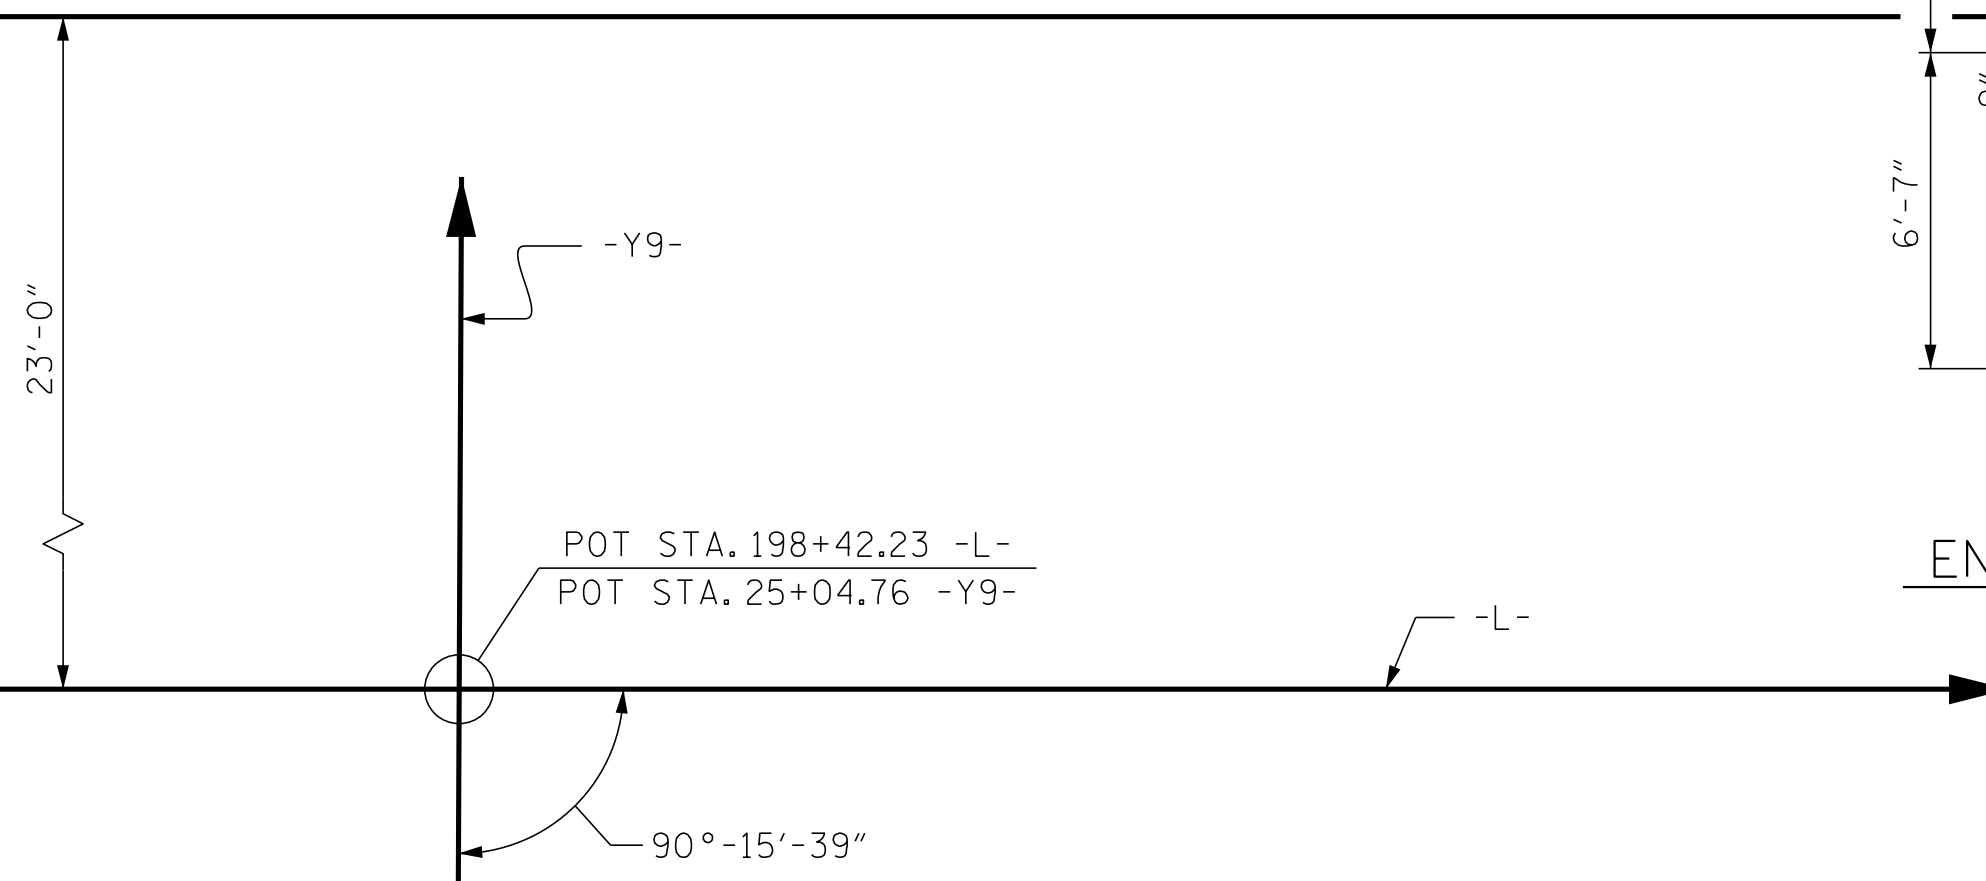 6'-7"
-Y9-
23'-0"
POT STA. 198+42.23 -L-
POT STA. 25+04.76 -Y9-
-L-
90°-15'-39"